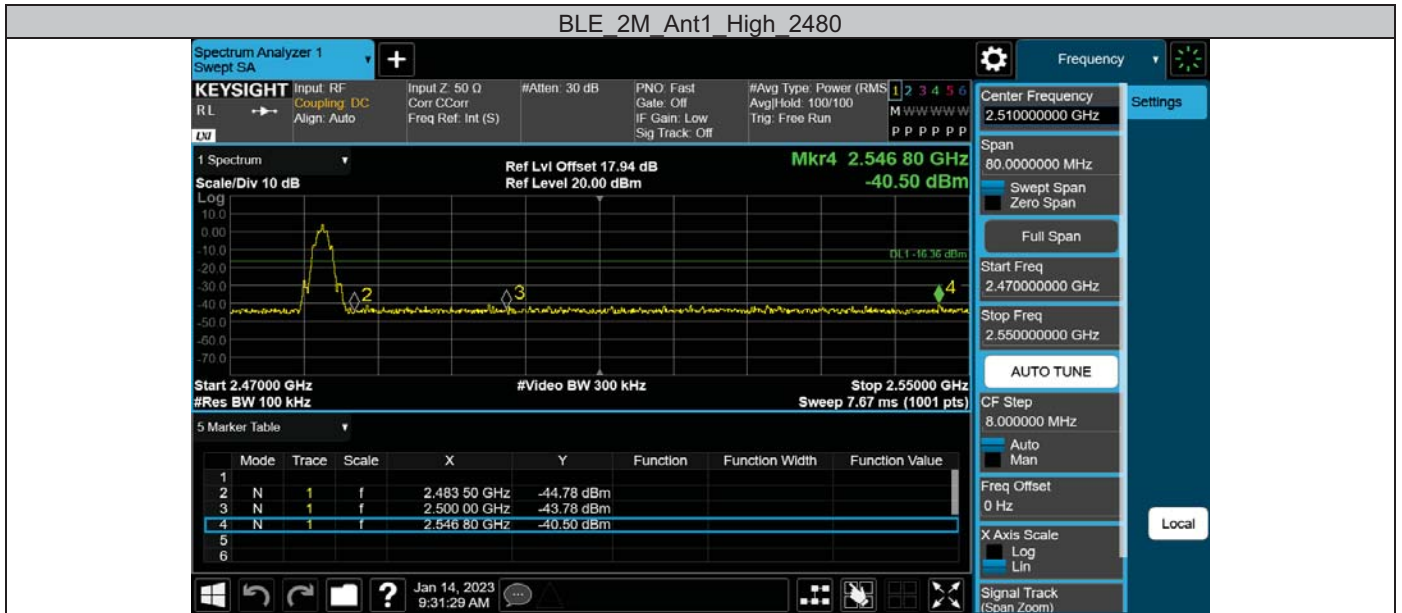 BLE_2M_Ant1_High_2480
Spectrum Analyzer 1
Swept SA
+
Frequency
KEYSIGHT
RL
LXI
Input: RF
Coupling: DC
Align: Auto
Input Z: 50 Ω
Corr CCorr
Freq Ref: Int (S)
#Atten: 30 dB
PNO: Fast
Gate: Off
IF Gain: Low
Sig Track: Off
#Avg Type: Power (RMS
Avg|Hold: 100/100
Trig: Free Run
1 2 3 4 5 6
M W W W W W
P P P P P P
1 Spectrum
Scale/Div 10 dB
Ref Lvl Offset 17.94 dB
Ref Level 20.00 dBm
Mkr4 2.546 80 GHz
-40.50 dBm
Log
10.0
0.00
-10.0
-20.0
-30.0
-40.0
-50.0
-60.0
-70.0
DL1 -16.36 dBm
2
3
4
Start 2.47000 GHz
#Res BW 100 kHz
#Video BW 300 kHz
Stop 2.55000 GHz
Sweep 7.67 ms (1001 pts)
5 Marker Table
Mode Trace Scale X Y Function Function Width Function Value
1
2 N 1 f 2.483 50 GHz -44.78 dBm
3 N 1 f 2.500 00 GHz -43.78 dBm
4 N 1 f 2.546 80 GHz -40.50 dBm
5
6
?
Jan 14, 2023
9:31:29 AM
Center Frequency
2.510000000 GHz
Settings
Span
80.0000000 MHz
Swept Span
Zero Span
Full Span
Start Freq
2.470000000 GHz
Stop Freq
2.550000000 GHz
AUTO TUNE
CF Step
8.000000 MHz
Auto
Man
Freq Offset
0 Hz
Local
X Axis Scale
Log
Lin
Signal Track
(Span Zoom)